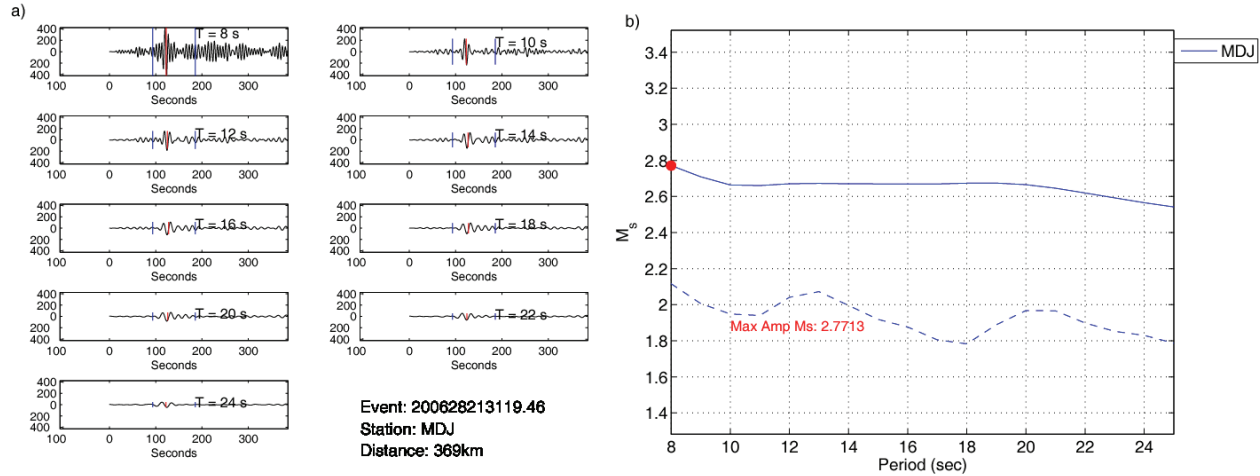 a)
400
200
0
200
400
T = 8 s
100 0 100 200 300
Seconds
400
200
0
200
400
T = 10 s
100 0 100 200 300
Seconds
400
200
0
200
400
T = 12 s
100 0 100 200 300
Seconds
400
200
0
200
400
T = 14 s
100 0 100 200 300
Seconds
400
200
0
200
400
T = 16 s
100 0 100 200 300
Seconds
400
200
0
200
400
T = 18 s
100 0 100 200 300
Seconds
400
200
0
200
400
T = 20 s
100 0 100 200 300
Seconds
400
200
0
200
400
T = 22 s
100 0 100 200 300
Seconds
400
200
0
200
400
T = 24 s
100 0 100 200 300
Seconds
Event: 200628213119.46
Station: MDJ
Distance: 369km
b)
MDJ
3.4
3.2
3
2.8
2.6
2.4
2.2
2
1.8
1.6
1.4
Ms
Max Amp Ms: 2.7713
8 10 12 14 16 18 20 22 24
Period (sec)